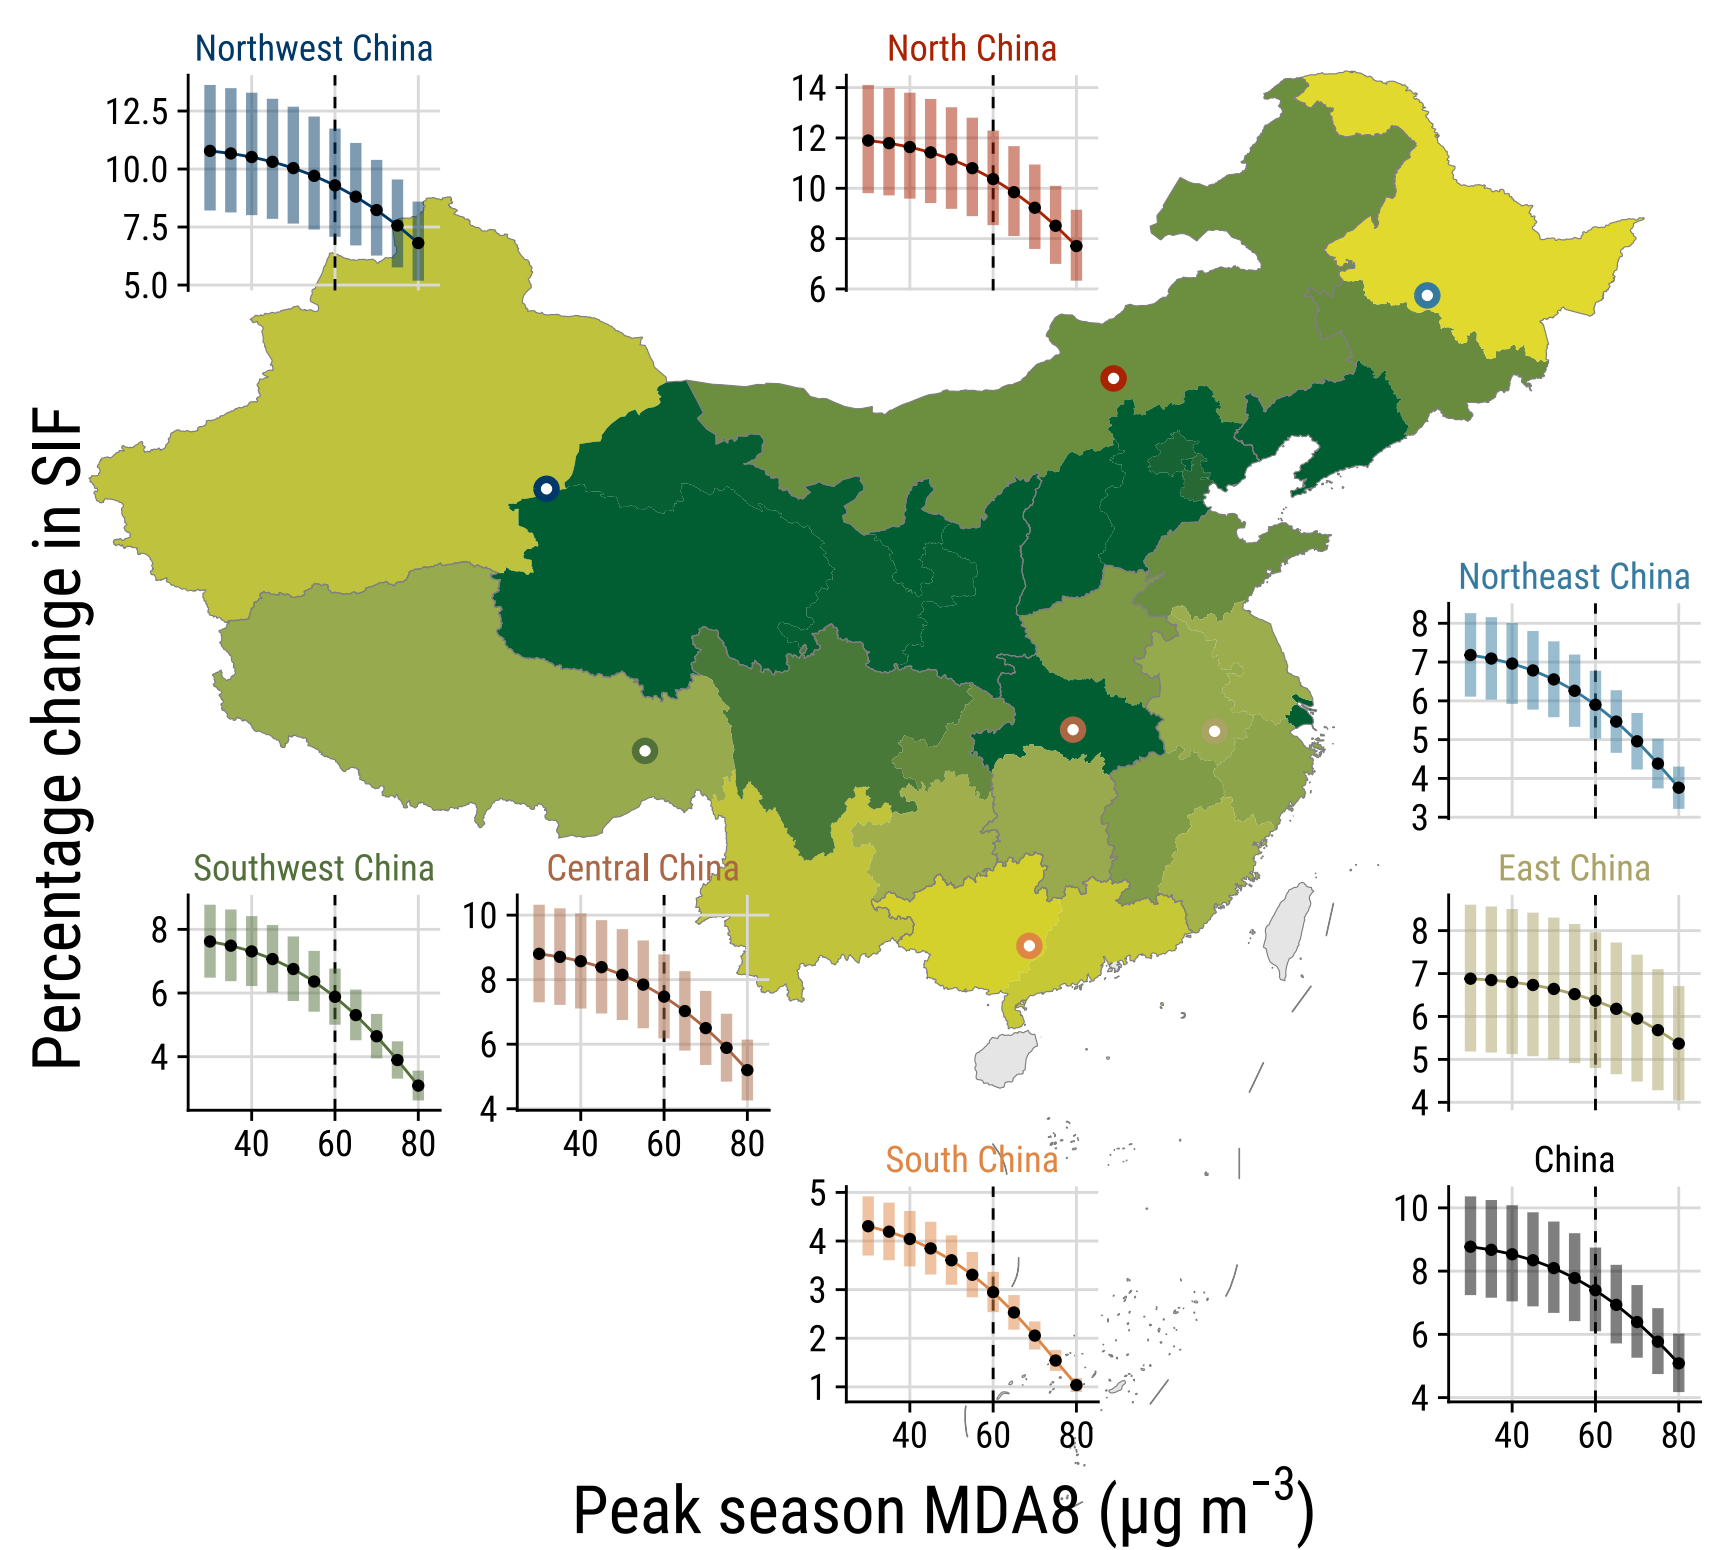 Northwest China
12.5
10.0
7.5
5.0
North China
14
12
10
8
6
Percentage change in SIF
Northeast China
8
7
6
5
4
3
Southwest China
8
6
4
40 60 80
Central China
10
8
6
4
40 60 80
East China
8
7
6
5
4
South China
5
4
3
2
1
40 60 80
China
10
8
6
4
40 60 80
Peak season MDA8 (µg m⁻³)